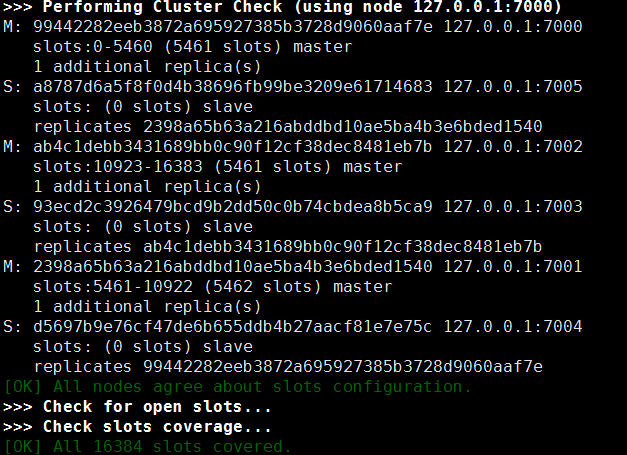 >>> Performing Cluster Check (using node 127.0.0.1:7000)
M: 99442282eeb3872a695927385b3728d9060aaf7e 127.0.0.1:7000
   slots:0-5460 (5461 slots) master
   1 additional replica(s)
S: a8787d6a5f8f0d4b38696fb99be3209e61714683 127.0.0.1:7005
   slots: (0 slots) slave
   replicates 2398a65b63a216abddbd10ae5ba4b3e6bded1540
M: ab4c1debb3431689bb0c90f12cf38dec8481eb7b 127.0.0.1:7002
   slots:10923-16383 (5461 slots) master
   1 additional replica(s)
S: 93ecd2c3926479bcd9b2dd50c0b74cbdea8b5ca9 127.0.0.1:7003
   slots: (0 slots) slave
   replicates ab4c1debb3431689bb0c90f12cf38dec8481eb7b
M: 2398a65b63a216abddbd10ae5ba4b3e6bded1540 127.0.0.1:7001
   slots:5461-10922 (5462 slots) master
   1 additional replica(s)
S: d5697b9e76cf47de6b655ddb4b27aacf81e7e75c 127.0.0.1:7004
   slots: (0 slots) slave
   replicates 99442282eeb3872a695927385b3728d9060aaf7e
[OK] All nodes agree about slots configuration.
>>> Check for open slots...
>>> Check slots coverage...
[OK] All 16384 slots covered.